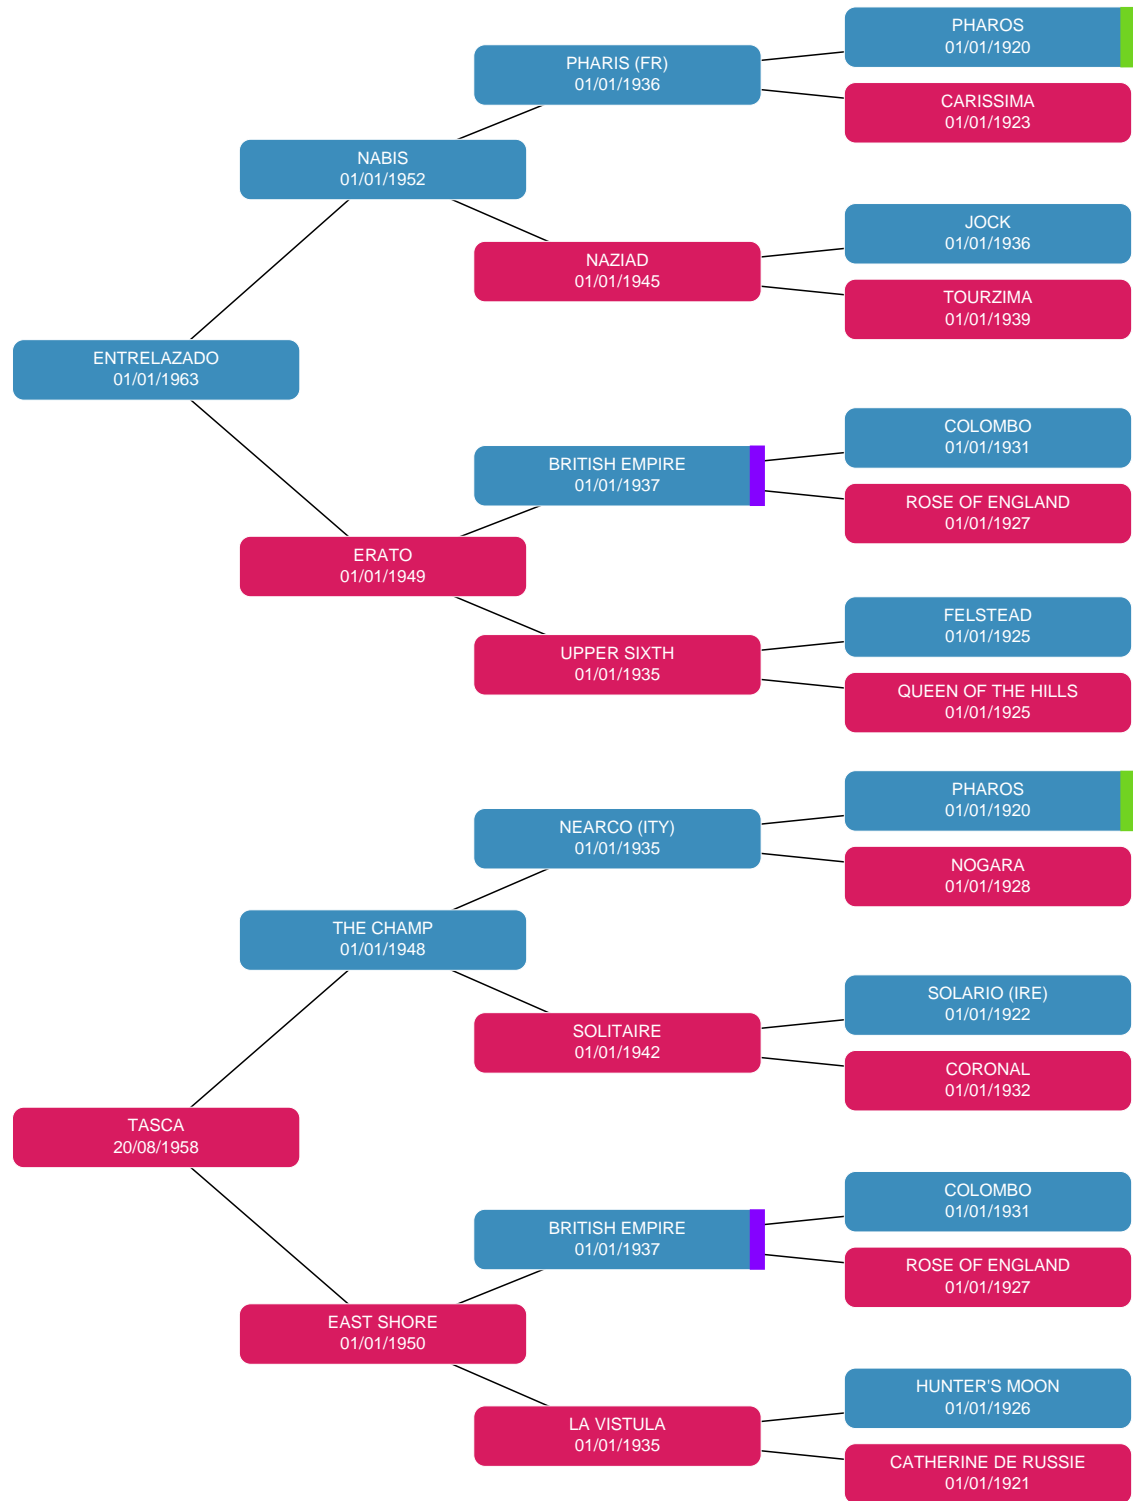 PHAROS
01/01/1920
PHARIS (FR)
01/01/1936
CARISSIMA
01/01/1923
NABIS
01/01/1952
JOCK
01/01/1936
NAZIAD
01/01/1945
TOURZIMA
01/01/1939
ENTRELAZADO
01/01/1963
COLOMBO
01/01/1931
BRITISH EMPIRE
01/01/1937
ROSE OF ENGLAND
01/01/1927
ERATO
01/01/1949
FELSTEAD
01/01/1925
UPPER SIXTH
01/01/1935
QUEEN OF THE HILLS
01/01/1925
PHAROS
01/01/1920
NEARCO (ITY)
01/01/1935
NOGARA
01/01/1928
THE CHAMP
01/01/1948
SOLARIO (IRE)
01/01/1922
SOLITAIRE
01/01/1942
CORONAL
01/01/1932
TASCA
20/08/1958
COLOMBO
01/01/1931
BRITISH EMPIRE
01/01/1937
ROSE OF ENGLAND
01/01/1927
EAST SHORE
01/01/1950
HUNTER'S MOON
01/01/1926
LA VISTULA
01/01/1935
CATHERINE DE RUSSIE
01/01/1921